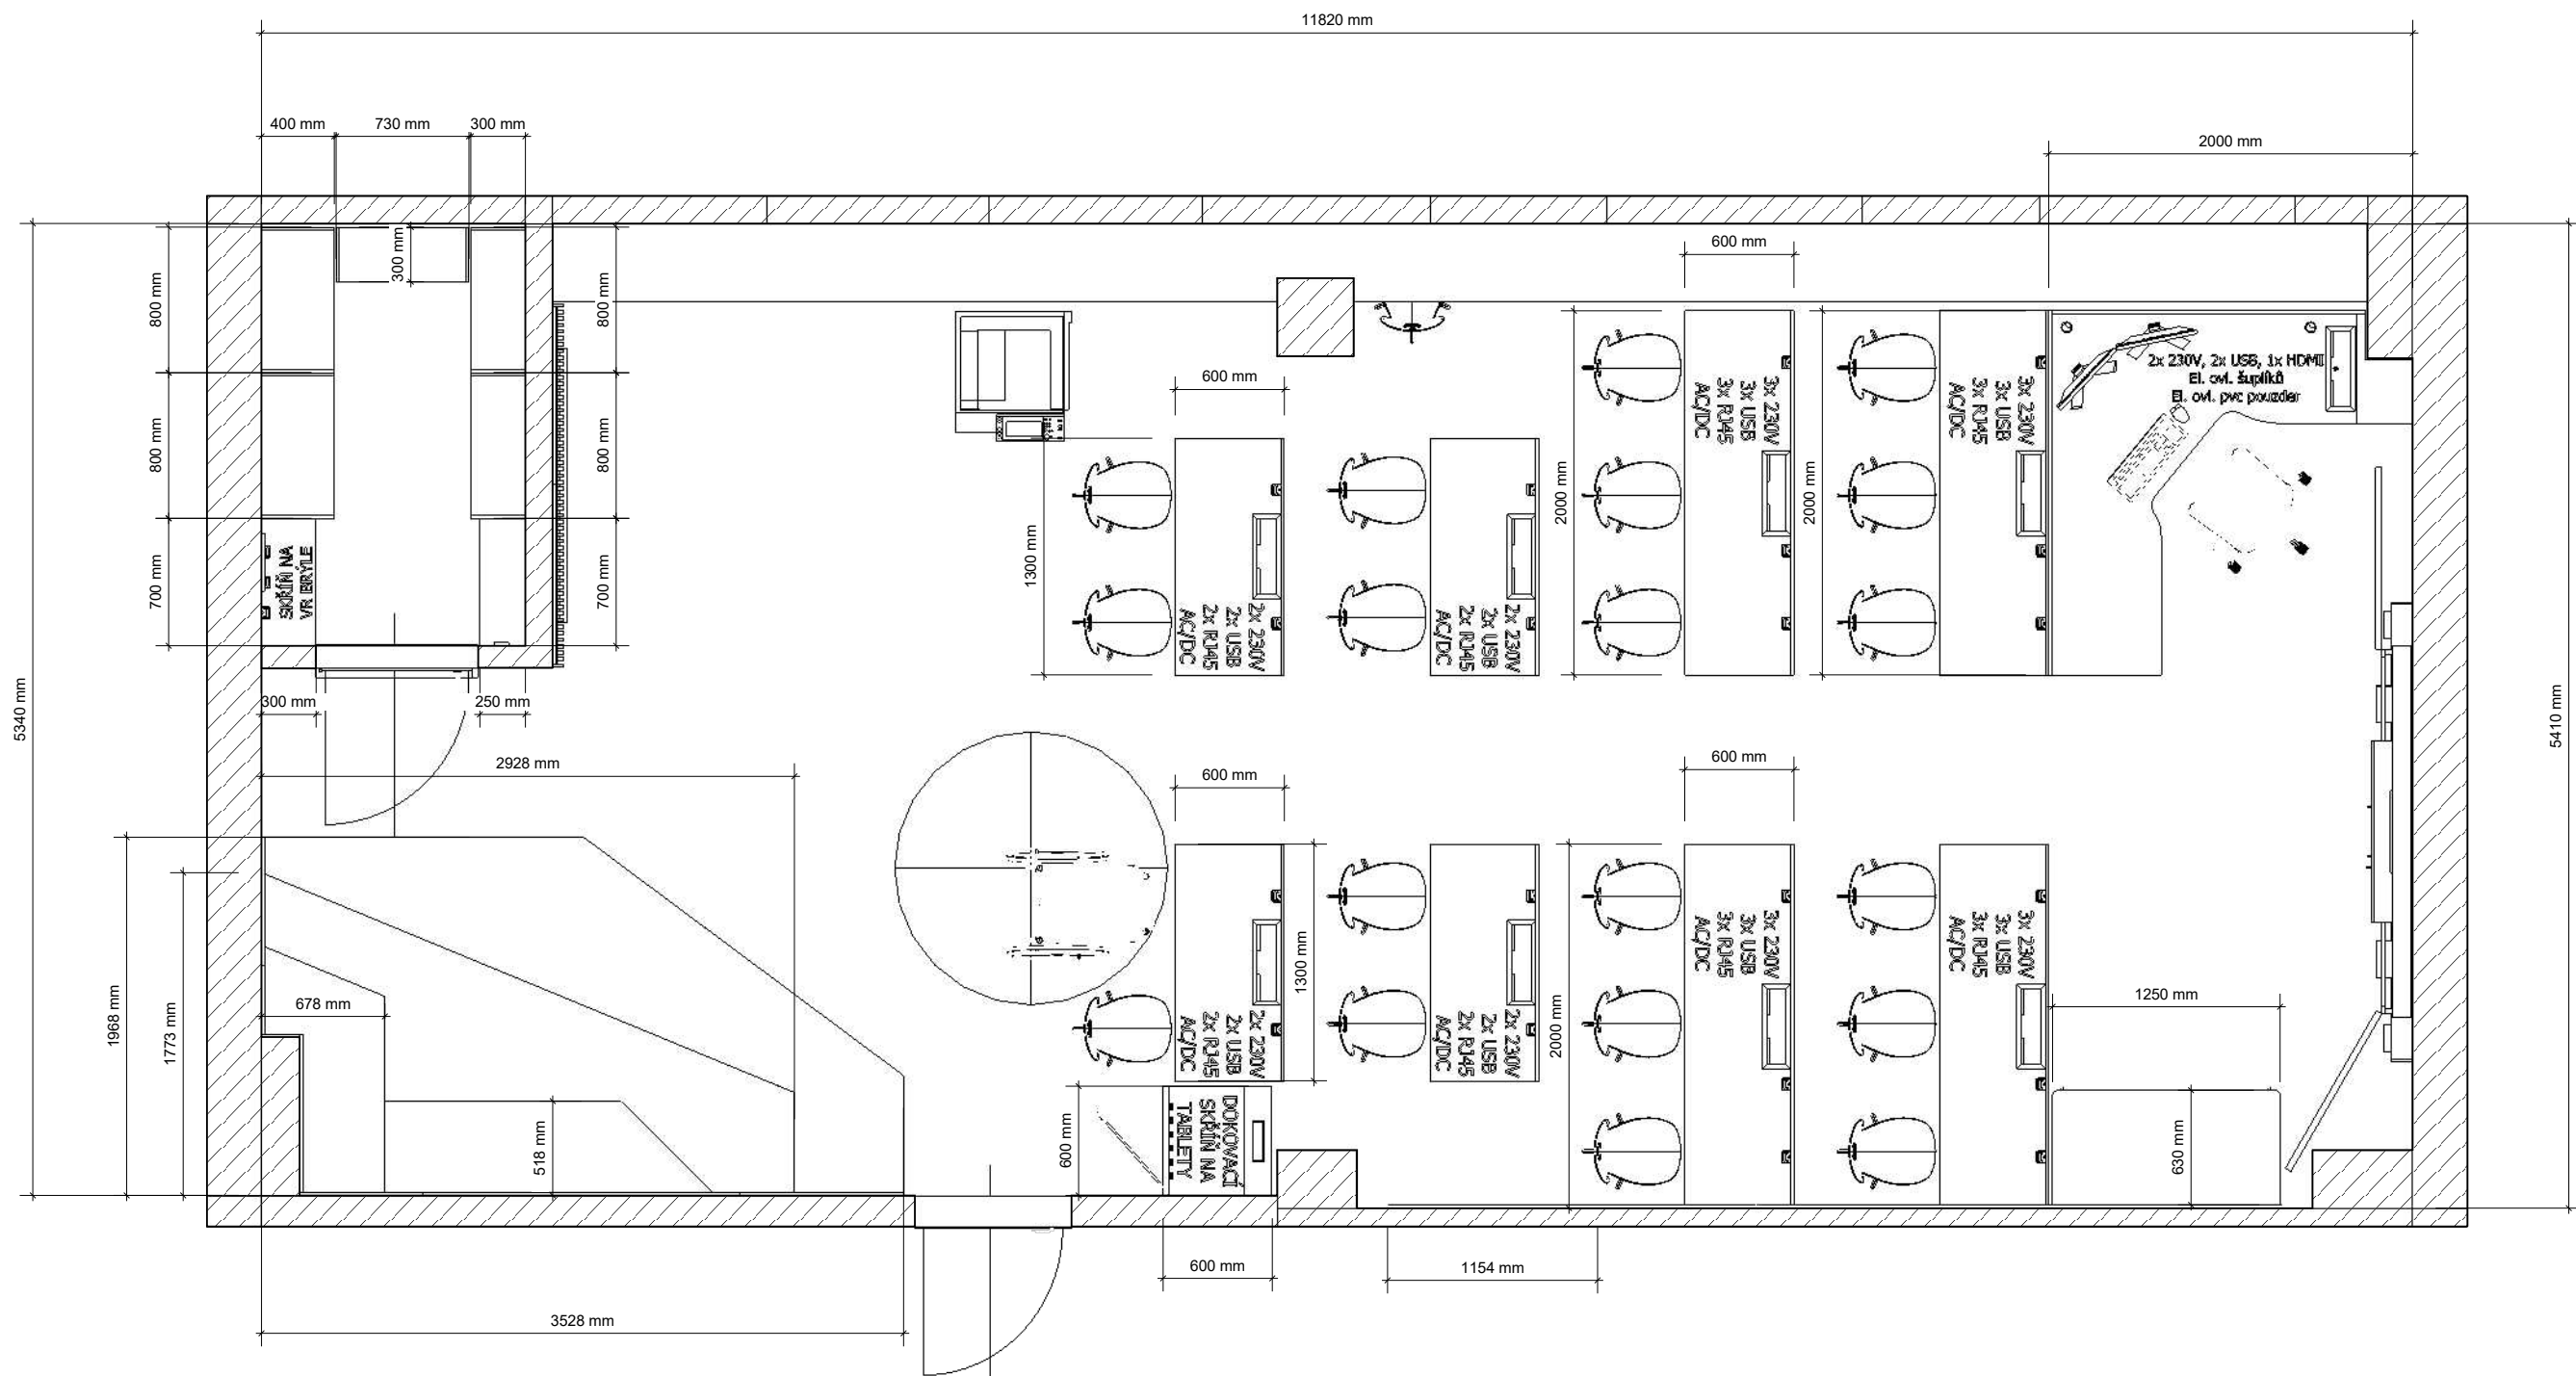 11820 mm
400 mm
730 mm
300 mm
2000 mm
300 mm
800 mm
800 mm
800 mm
800 mm
700 mm
700 mm
SKŘÍŇ NA
VR BRÝLE
300 mm
250 mm
5340 mm
5410 mm
600 mm
1300 mm
2x 230V
2x USB
2x RJ45
AC/DC
2x 230V
2x USB
2x RJ45
AC/DC
600 mm
2000 mm
3x 230V
3x USB
3x RJ45
AC/DC
2000 mm
3x 230V
3x USB
3x RJ45
AC/DC
2x 230V, 2x USB, 1x HDMI
El. ovl. šuplíků
El. ovl. pvc pouzder
2928 mm
1968 mm
1773 mm
678 mm
518 mm
3528 mm
600 mm
1300 mm
2x 230V
2x USB
2x RJ45
AC/DC
2x 230V
2x USB
2x RJ45
AC/DC
600 mm
2000 mm
3x 230V
3x USB
3x RJ45
AC/DC
3x 230V
3x USB
3x RJ45
AC/DC
1250 mm
630 mm
600 mm
DOKOVACÍ
SKŘÍŇ NA
TABLETY
600 mm
1154 mm